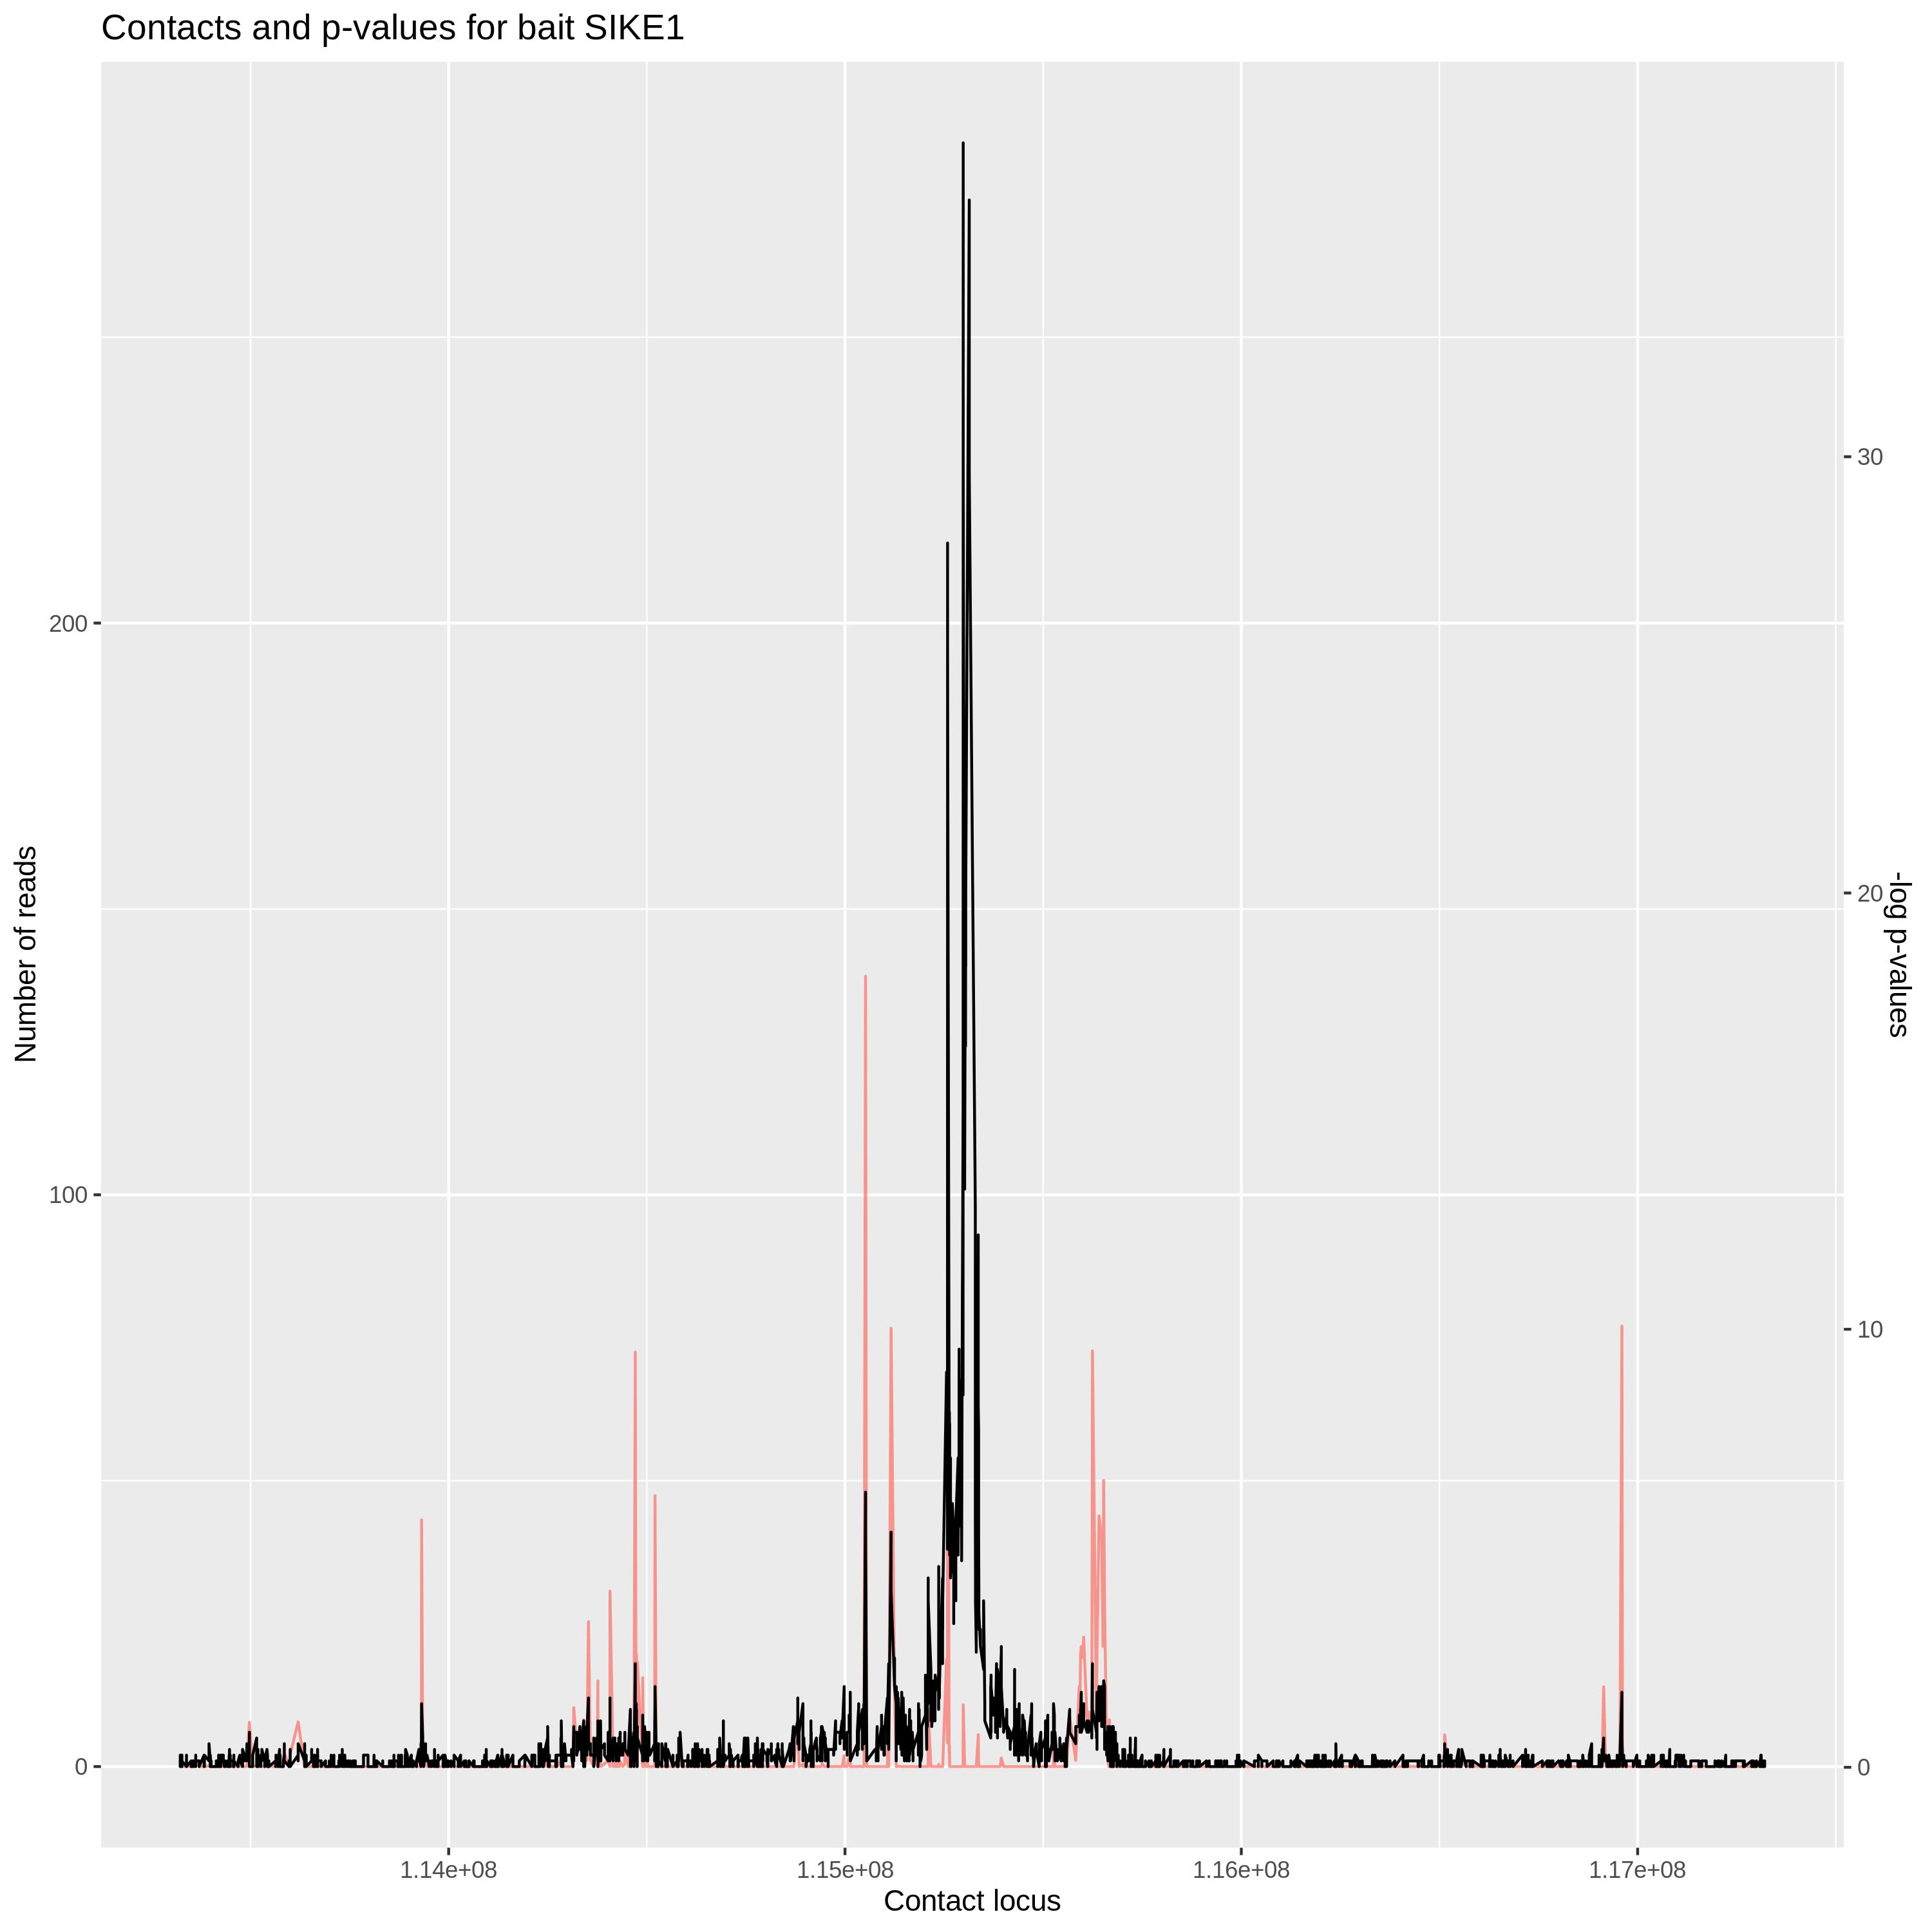 Contacts and p-values for bait SIKE1
Number of reads
200
100
0
30
20
10
0
-log p-values
1.14e+08
1.15e+08
1.16e+08
1.17e+08
Contact locus